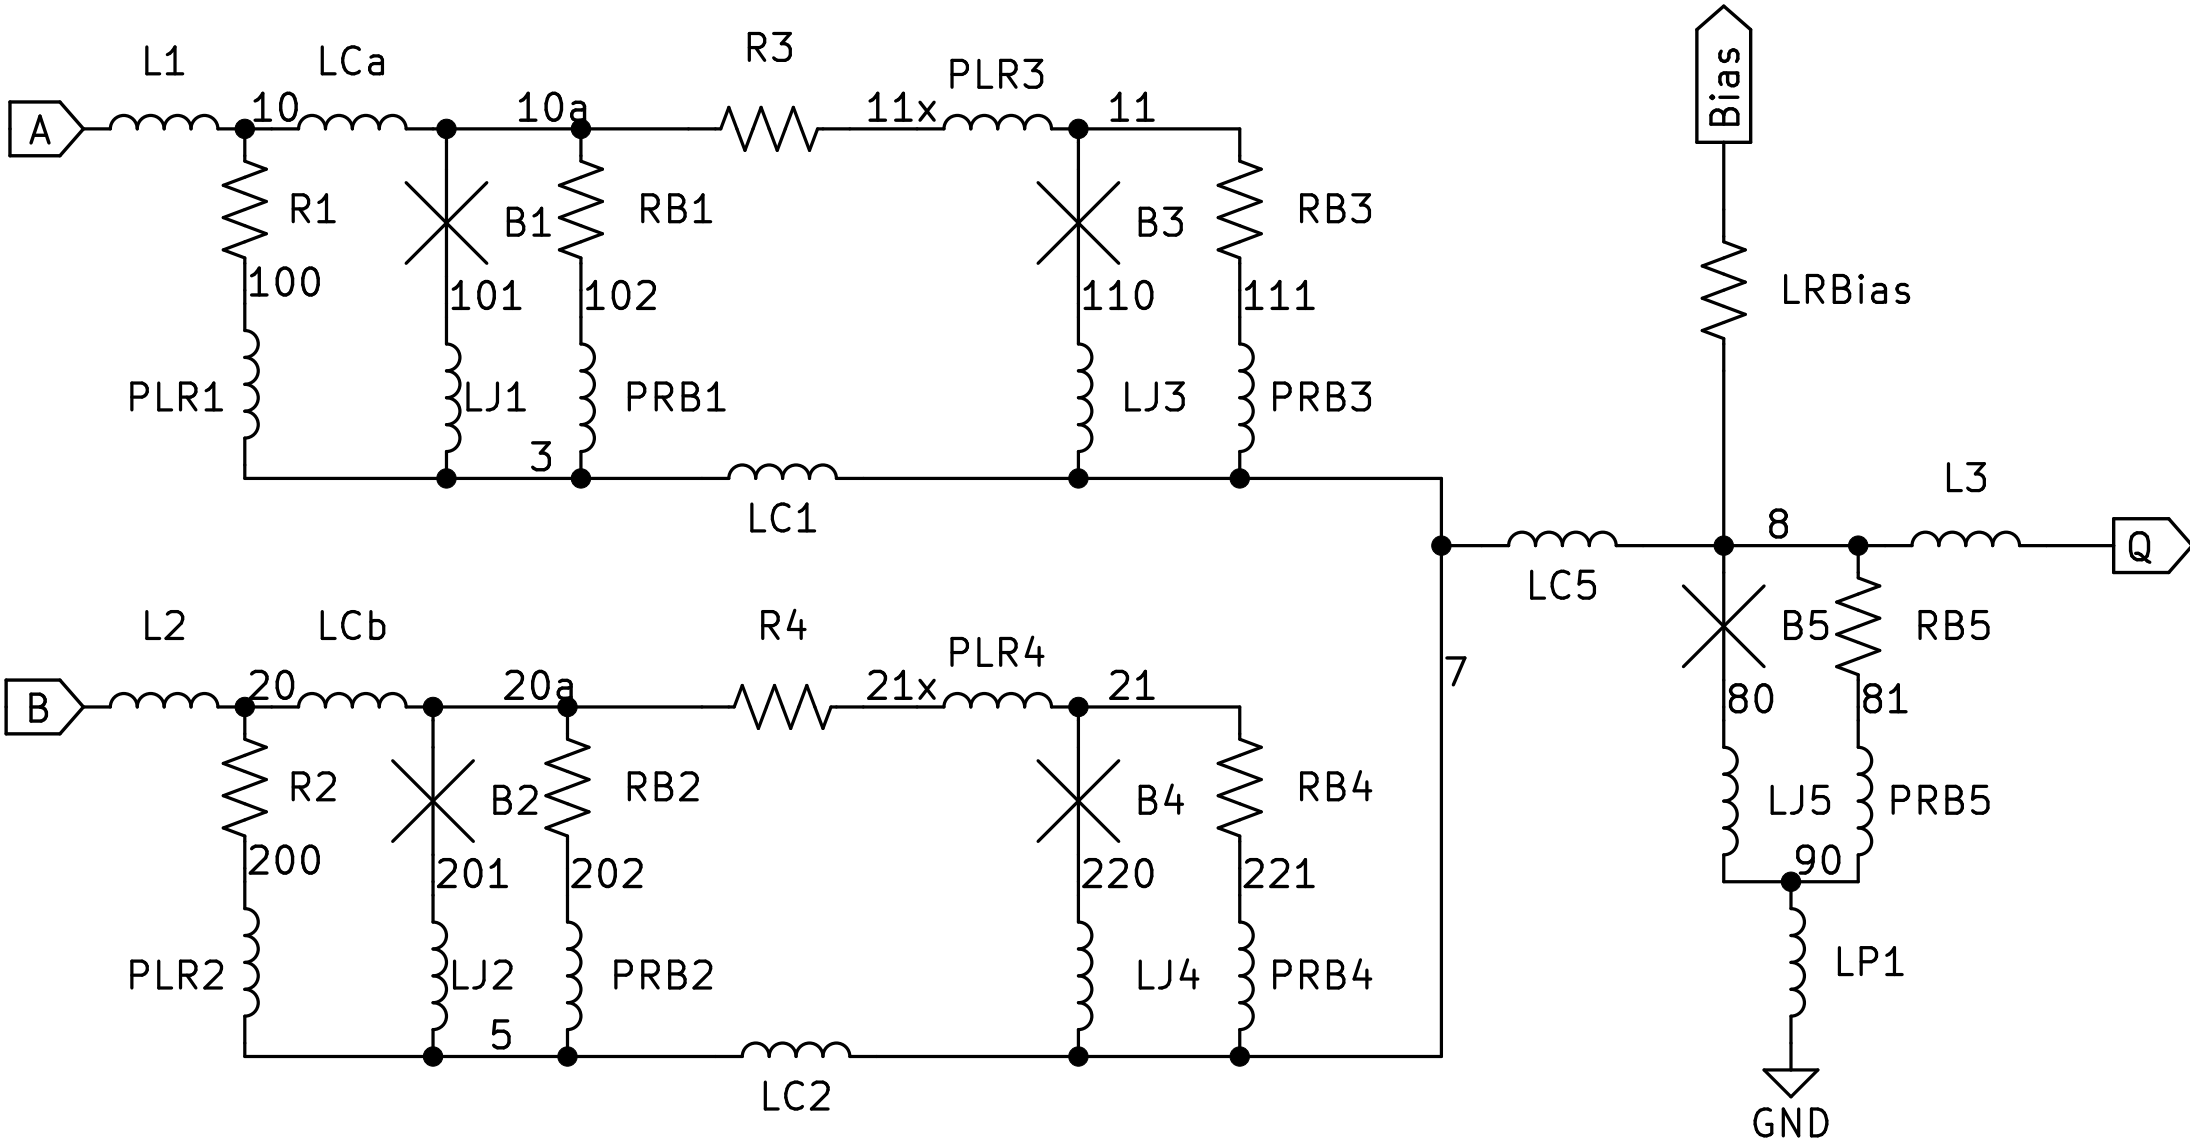 L1
LCa
R3
PLR3
Bias
A
10
10a
11x
11
R1
B1
RB1
B3
RB3
100
101
102
110
111
LRBias
PLR1
LJ1
PRB1
LJ3
PRB3
3
LC1
L3
8
Q
LC5
L2
LCb
R4
PLR4
B5
RB5
B
20
20a
21x
21
7
80
81
R2
B2
RB2
B4
RB4
LJ5
PRB5
200
201
202
220
221
90
PLR2
LJ2
PRB2
LJ4
PRB4
LP1
5
LC2
GND